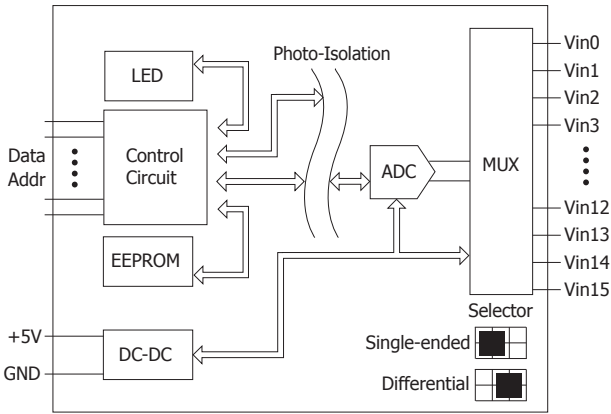 LED
Photo-Isolation
Vin0
Vin1
Vin2
Vin3
Data
Addr
Control
Circuit
ADC
MUX
Vin12
Vin13
Vin14
Vin15
EEPROM
+5V
GND
DC-DC
Selector
Single-ended
Differential